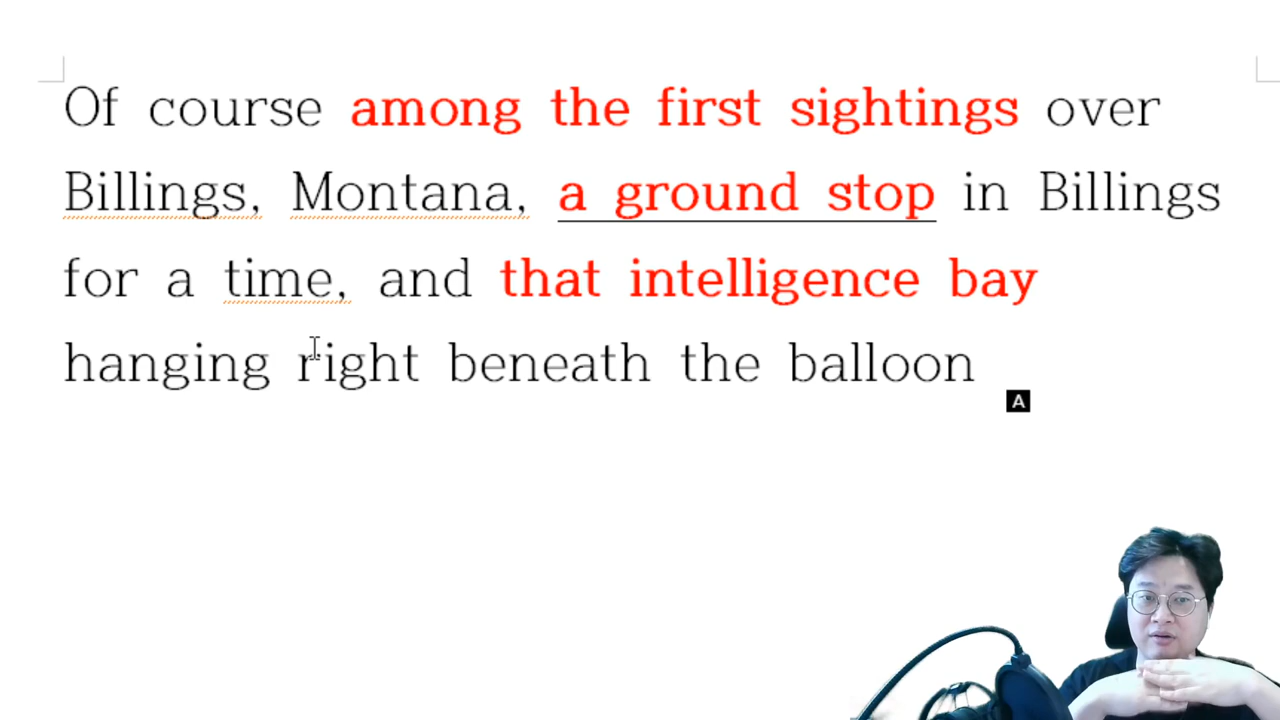 Of course among the first sightings over
Billings, Montana, a ground stop in Billings
for a time, and that intelligence bay
hanging right beneath the balloon
A